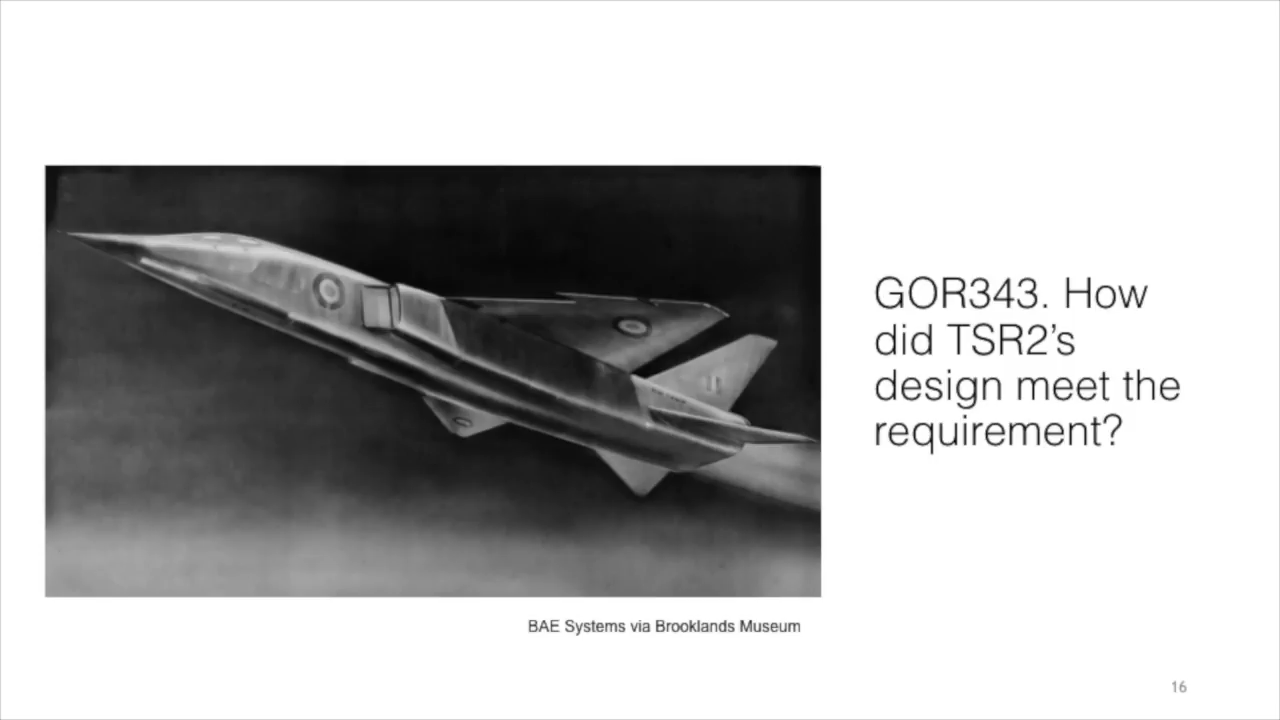 GOR343. How
did TSR2’s
design meet the
requirement?
BAE Systems via Brooklands Museum
16